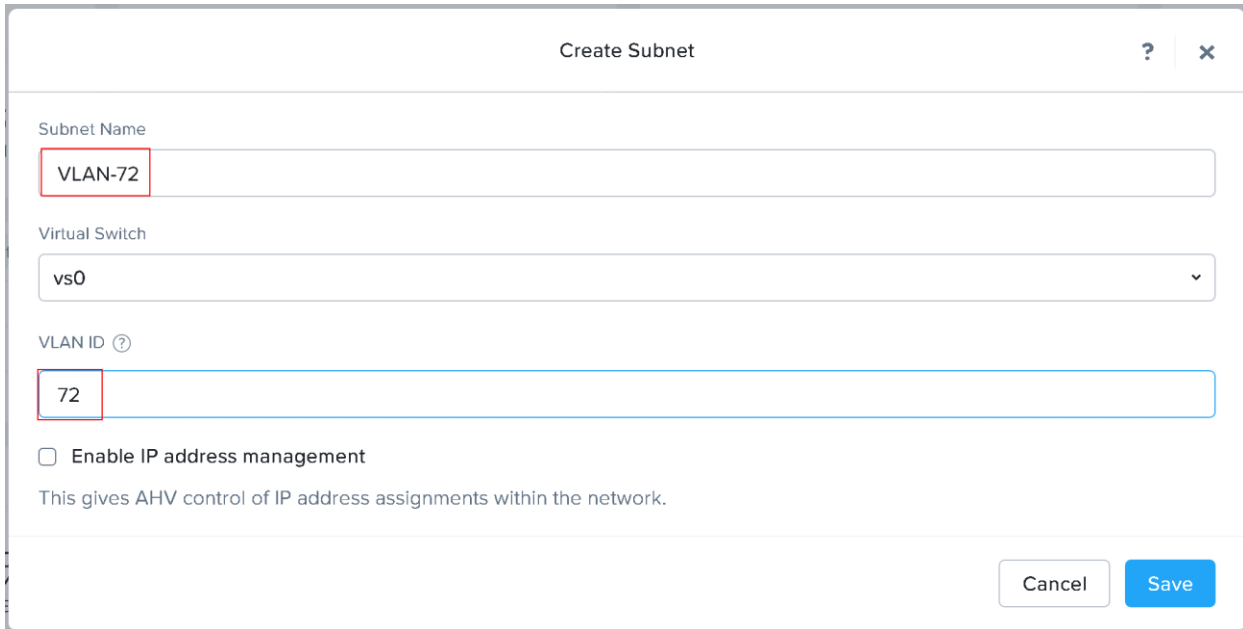 Create Subnet
?
Subnet Name
VLAN-72
Virtual Switch
vs0
VLAN ID ?
72
Enable IP address management
This gives AHV control of IP address assignments within the network.
Cancel Save